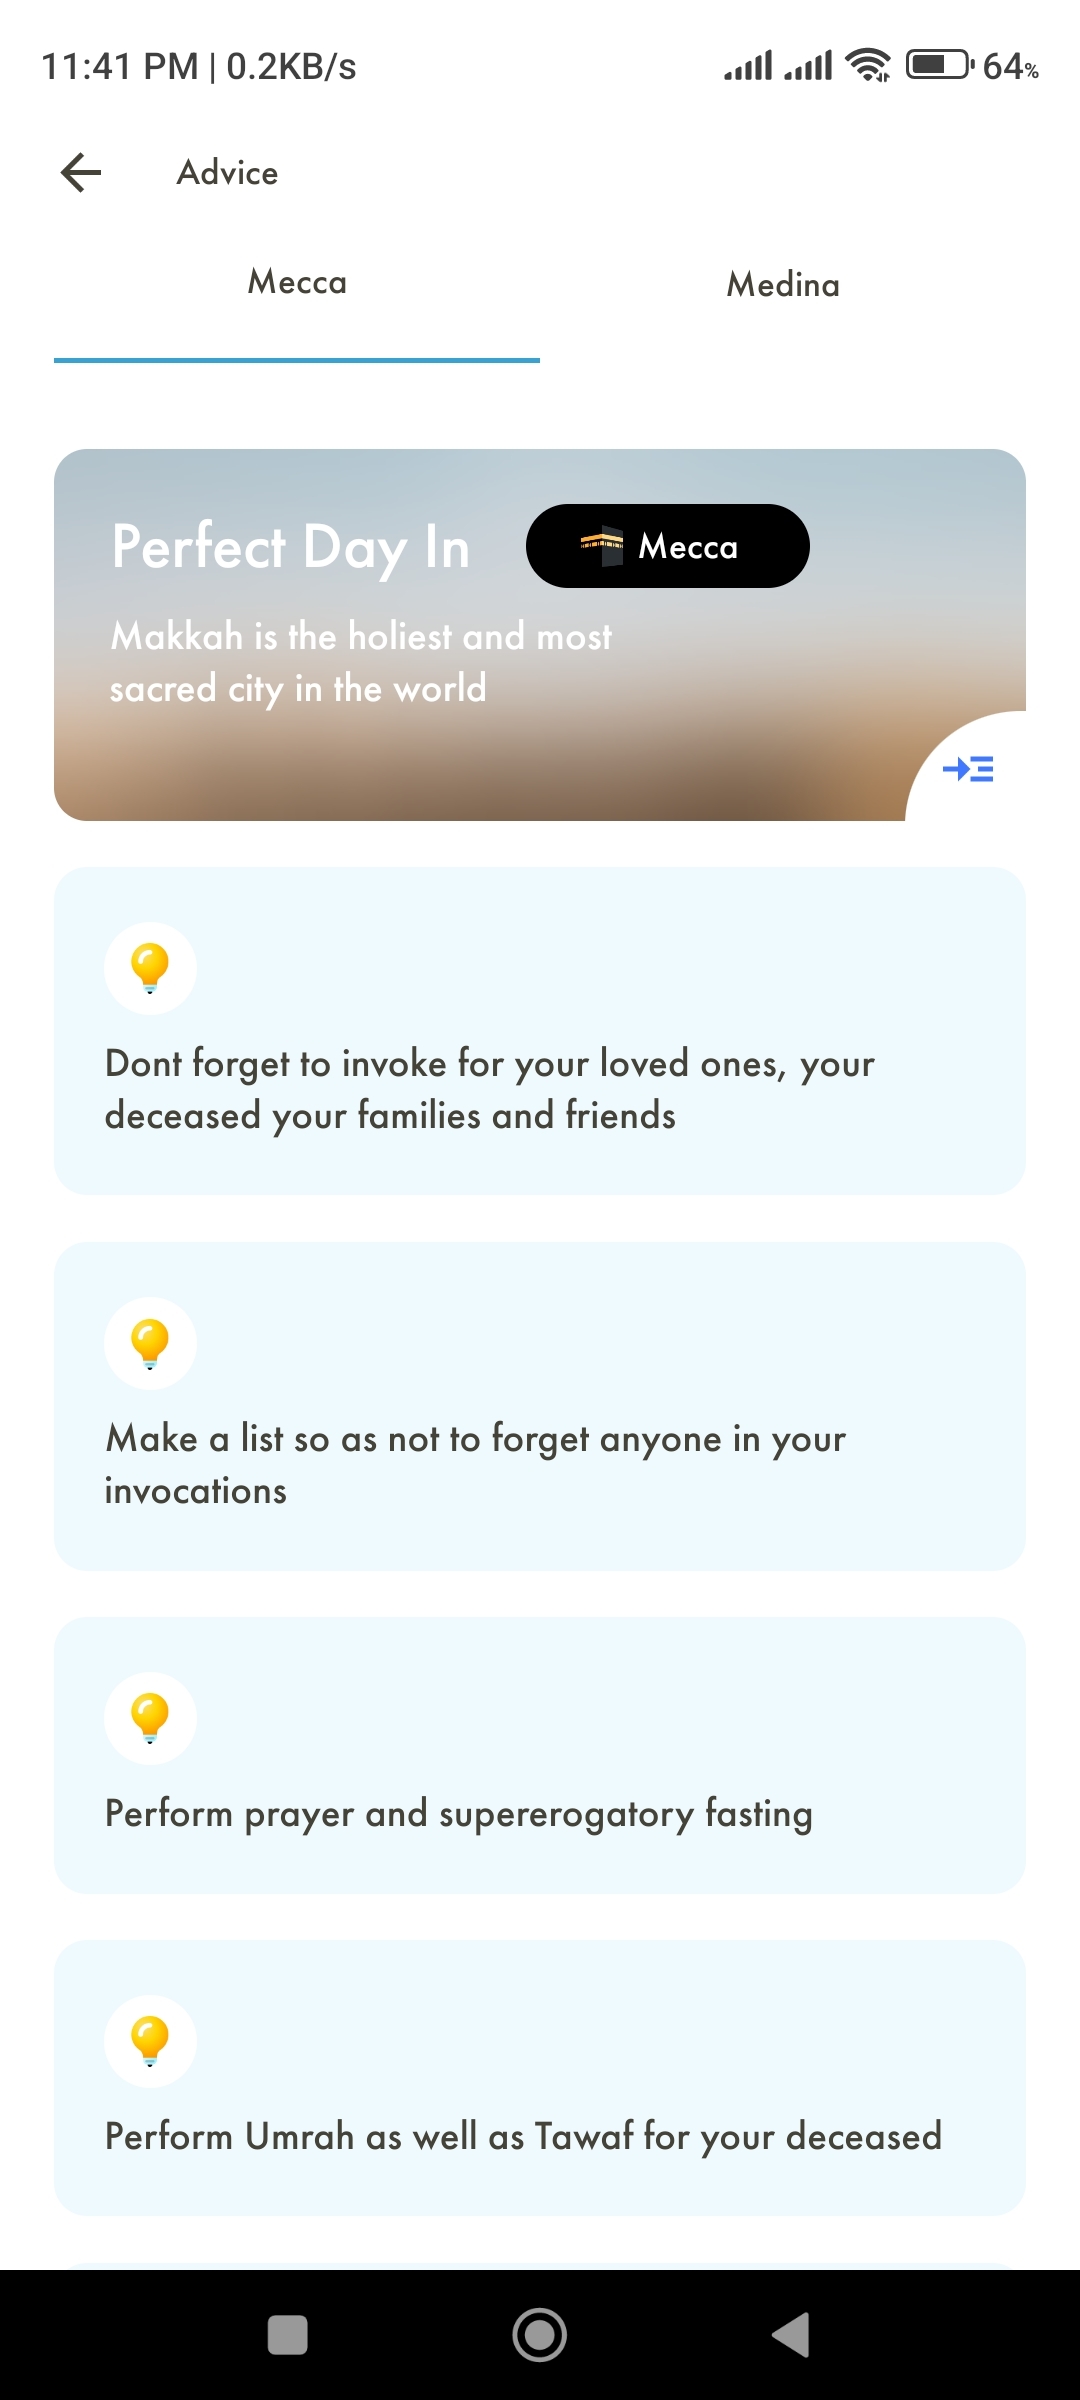 11:41 PM | 0.2KB/s
64%
Advice
Mecca
Medina
Perfect Day In
Mecca
Makkah is the holiest and most
sacred city in the world
Dont forget to invoke for your loved ones, your
deceased your families and friends
Make a list so as not to forget anyone in your
invocations
Perform prayer and supererogatory fasting
Perform Umrah as well as Tawaf for your deceased